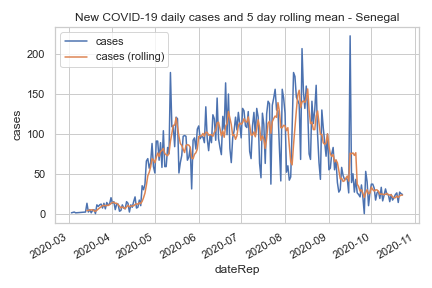 New COVID-19 daily cases and 5 day rolling mean - Senegal
cases
cases (rolling)
200
150
100
50
0
cases
2020-03
2020-04
2020-05
2020-06
2020-07
2020-08
2020-09
2020-10
2020-11
dateRep